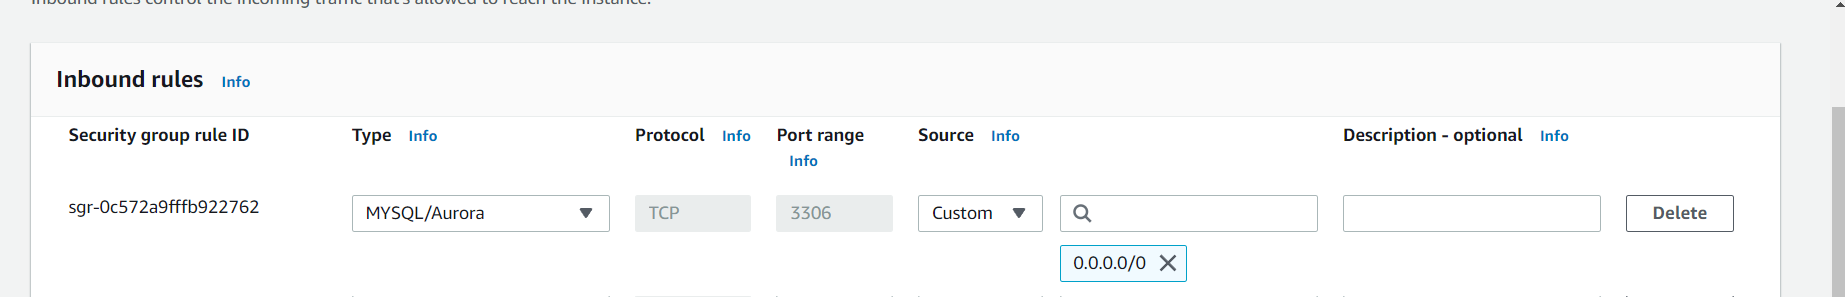 Inbound rules control the incoming traffic that's allowed to reach the instance.
Inbound rules Info
Security group rule ID Type Info Protocol Info Port range Source Info Description - optional Info
Info
sgr-0c572a9fffb922762 MYSQL/Aurora TCP 3306 Custom Delete
0.0.0.0/0